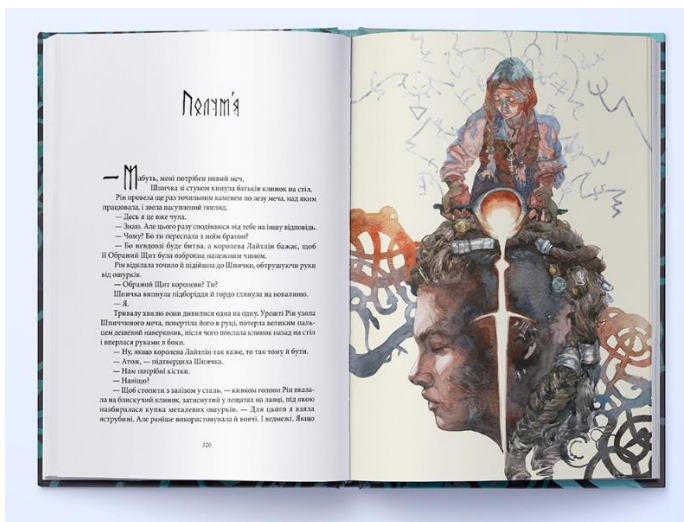 Полум'я
— Мабуть, мені потрібен новий меч.
Шпичка зі стуком кинула батьків клинок на стіл.
Рін провела ще раз точильним каменем по лезу меча, над яким
працювала, і звела насуплений погляд.
— Десь я це вже чула.
— Знаю. Але цього разу сподіваюся від тебе на іншу відповідь.
— Чому? Бо ти переспала з моїм братом?
— Бо невдовзі буде битва, а королева Лайтлін бажає, щоб
її Обраний Щит була озброєна належним чином.
Рін відклала точило й підійшла до Шпички, обтрушуючи руки
від ошурків.
— Обраний Щит королеви? Ти?
Шпичка випнула підборіддя й гордо глянула на ковалиню.
— Я.
Тривалу хвилю вони дивилися одна на одну. Урешті Рін узяла
Шпиччиного меча, повертіла його в руці, потерла великим паль-
цем дешевий наверзник, після чого поклала клинок назад на стіл
і вперлася руками в боки.
— Ну, якщо королева Лайтлін так каже, то так тому й бути.
— Атож, — підтвердила Шпичка.
— Нам потрібні кістки.
— Навіщо?
— Щоб стопити з залізом у сталь, — кивком голови Рін вказа-
ла на блискучий клинок, затиснутий у лещатах на лавці, під якою
назбиралася купка металевих ошурків. — Для цього я взяла
яструбині. Але раніше використовувала й вовчі. І ведмежі. Якщо
320